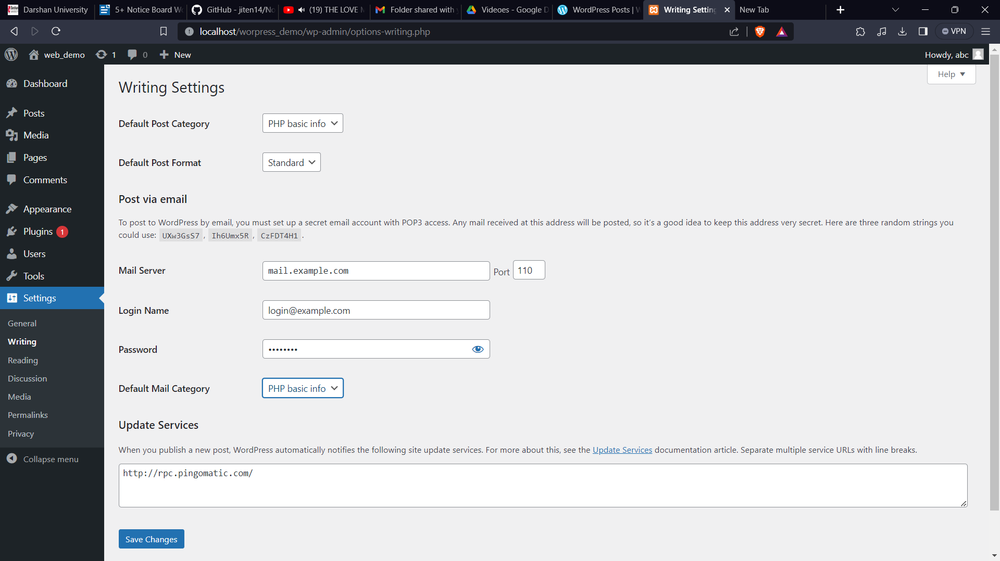 Darshan University
5+ Notice Board W
GitHub - jiten14/No
(19) THE LOVE
Folder shared with
Videoes - Google D
WordPress Posts |
Writing Settin
New Tab
localhost/worpress_demo/wp-admin/options-writing.php
VPN
web_demo
1
0
New
Howdy, abc
Help
Dashboard
Posts
Media
Pages
Comments
Appearance
Plugins 1
Users
Tools
Settings
General
Writing
Reading
Discussion
Media
Permalinks
Privacy
Collapse menu
Writing Settings
Default Post Category PHP basic info
Default Post Format Standard
Post via email
To post to WordPress by email, you must set up a secret email account with POP3 access. Any mail received at this address will be posted, so it's a good idea to keep this address very secret. Here are three random strings you
could use: UXw3GsS7 , Ih6Umx5R , CzFDT4H1 .
Mail Server mail.example.com Port 110
Login Name login@example.com
Password ••••••••
Default Mail Category PHP basic info
Update Services
When you publish a new post, WordPress automatically notifies the following site update services. For more about this, see the Update Services documentation article. Separate multiple service URLs with line breaks.
http://rpc.pingomatic.com/
Save Changes